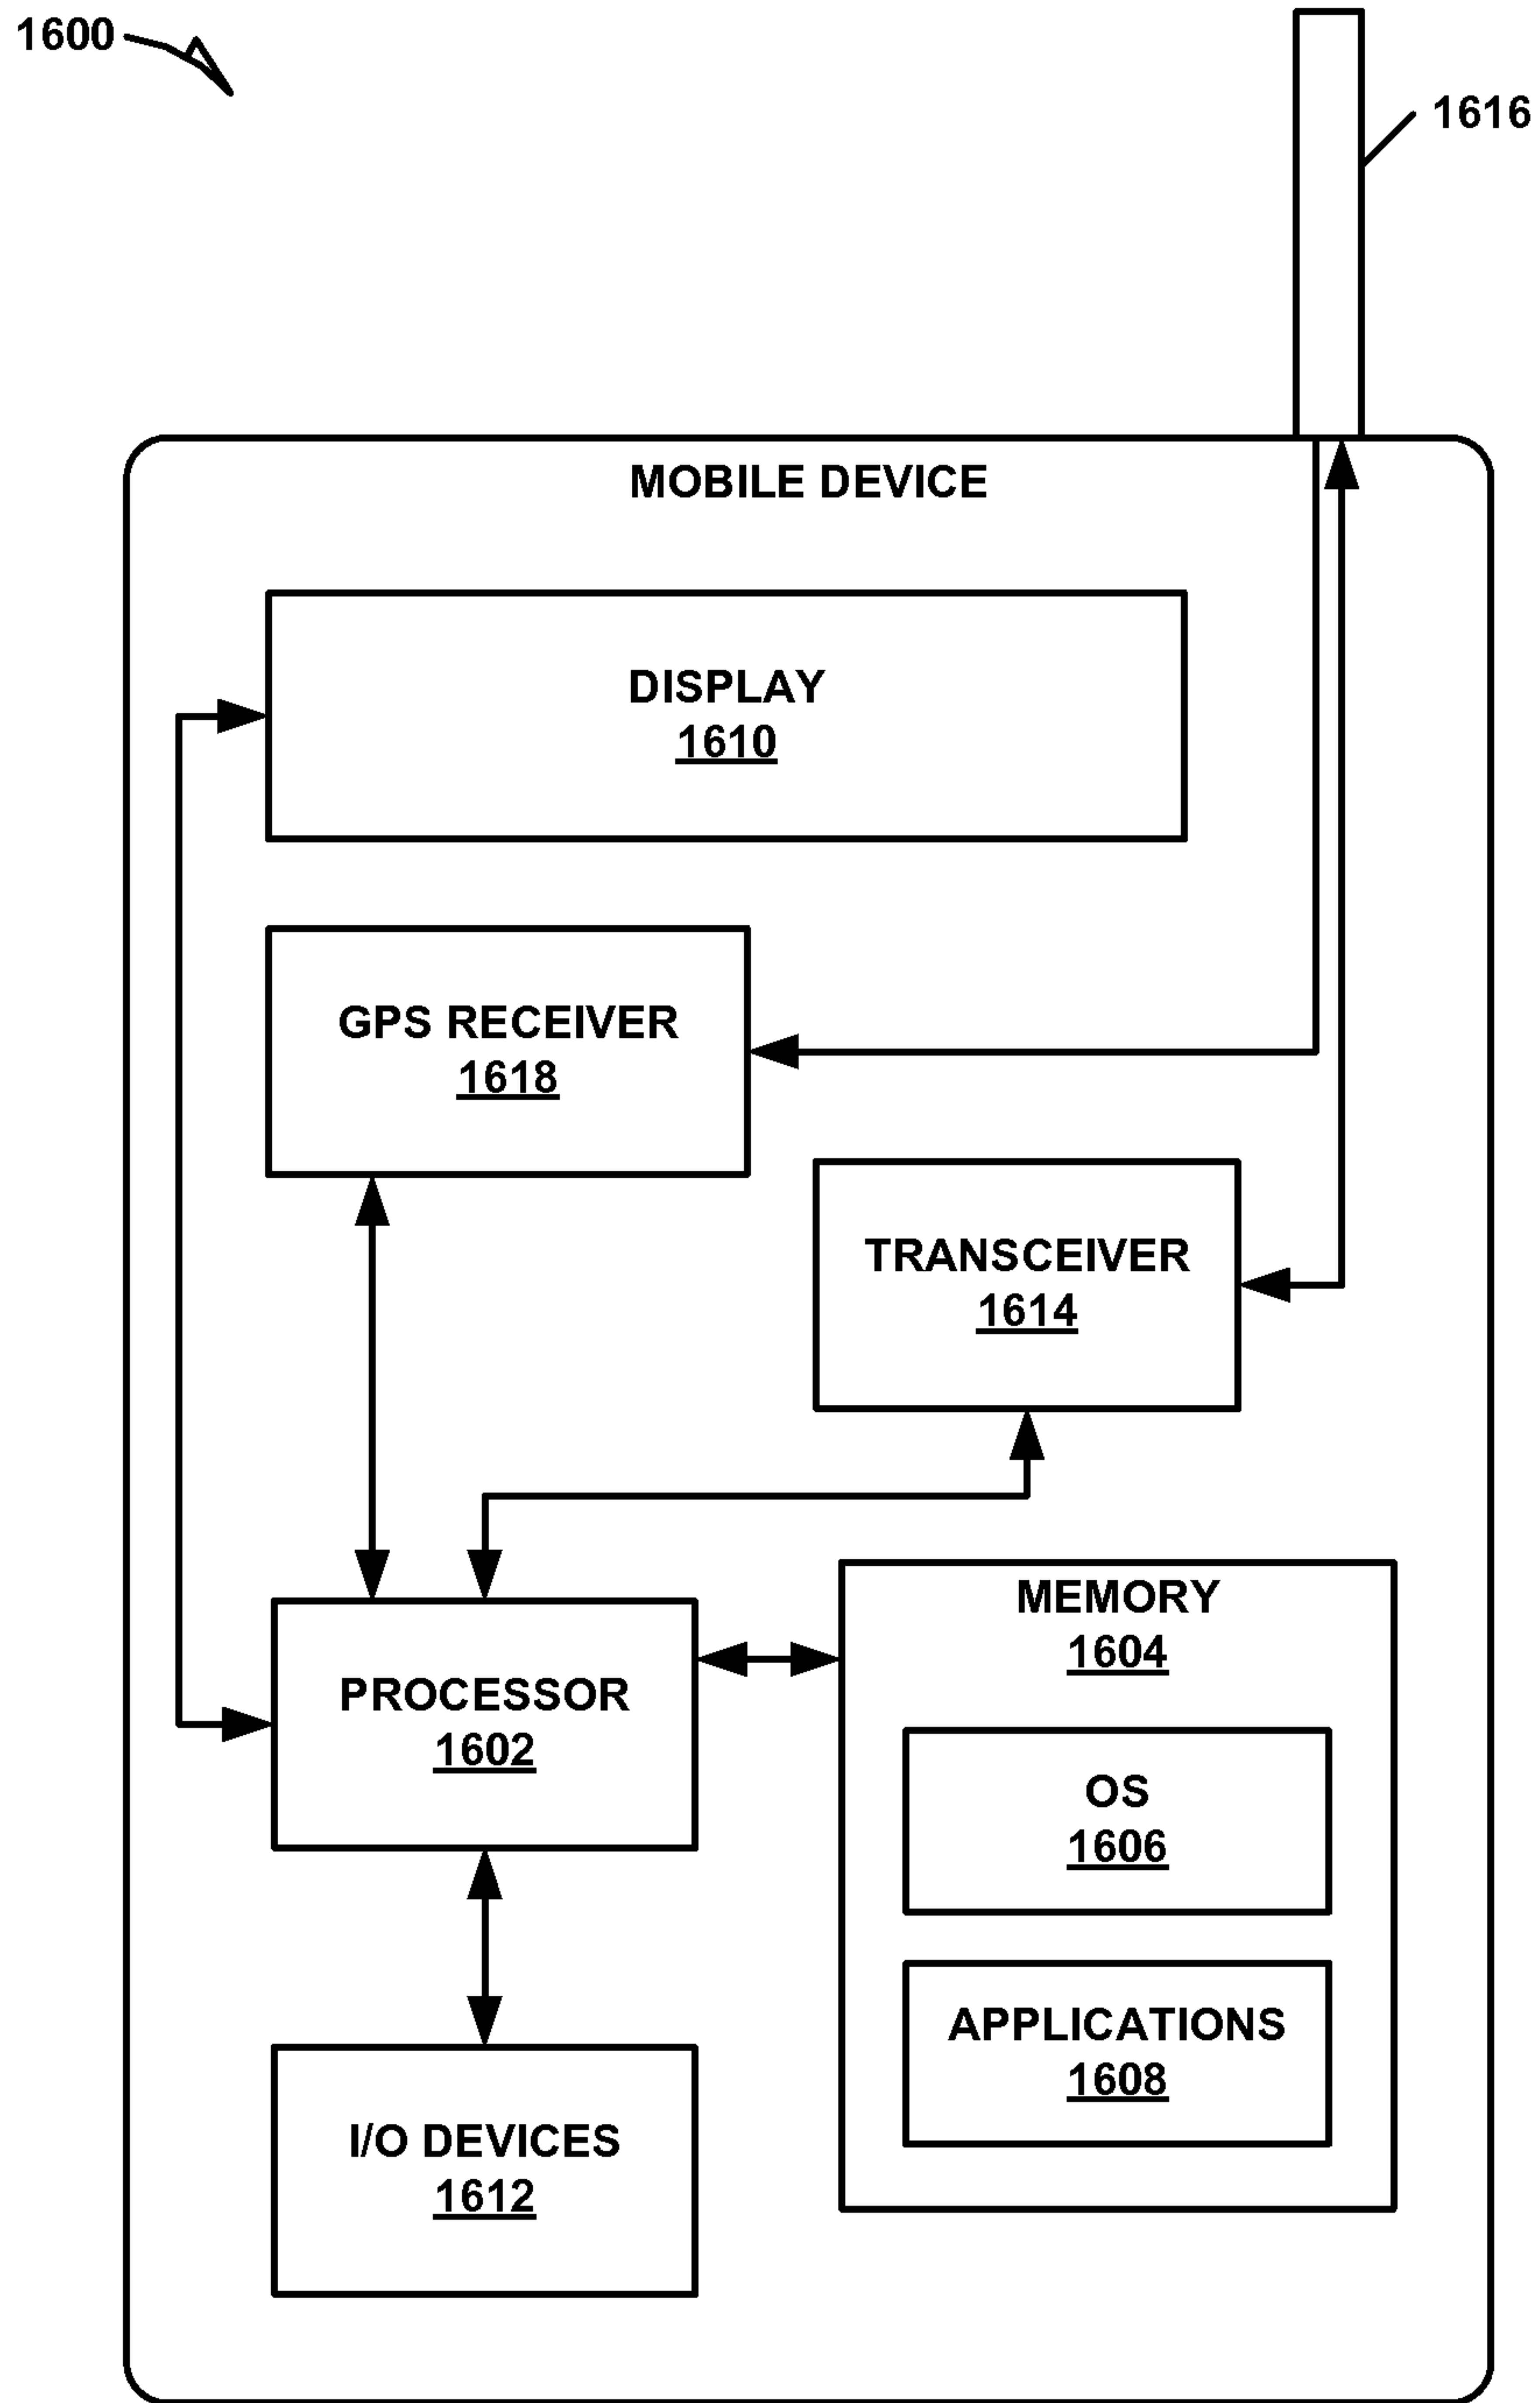 1600
1616
MOBILE DEVICE
DISPLAY
1610
GPS RECEIVER
1618
TRANSCEIVER
1614
MEMORY
1604
PROCESSOR
1602
OS
1606
APPLICATIONS
1608
I/O DEVICES
1612